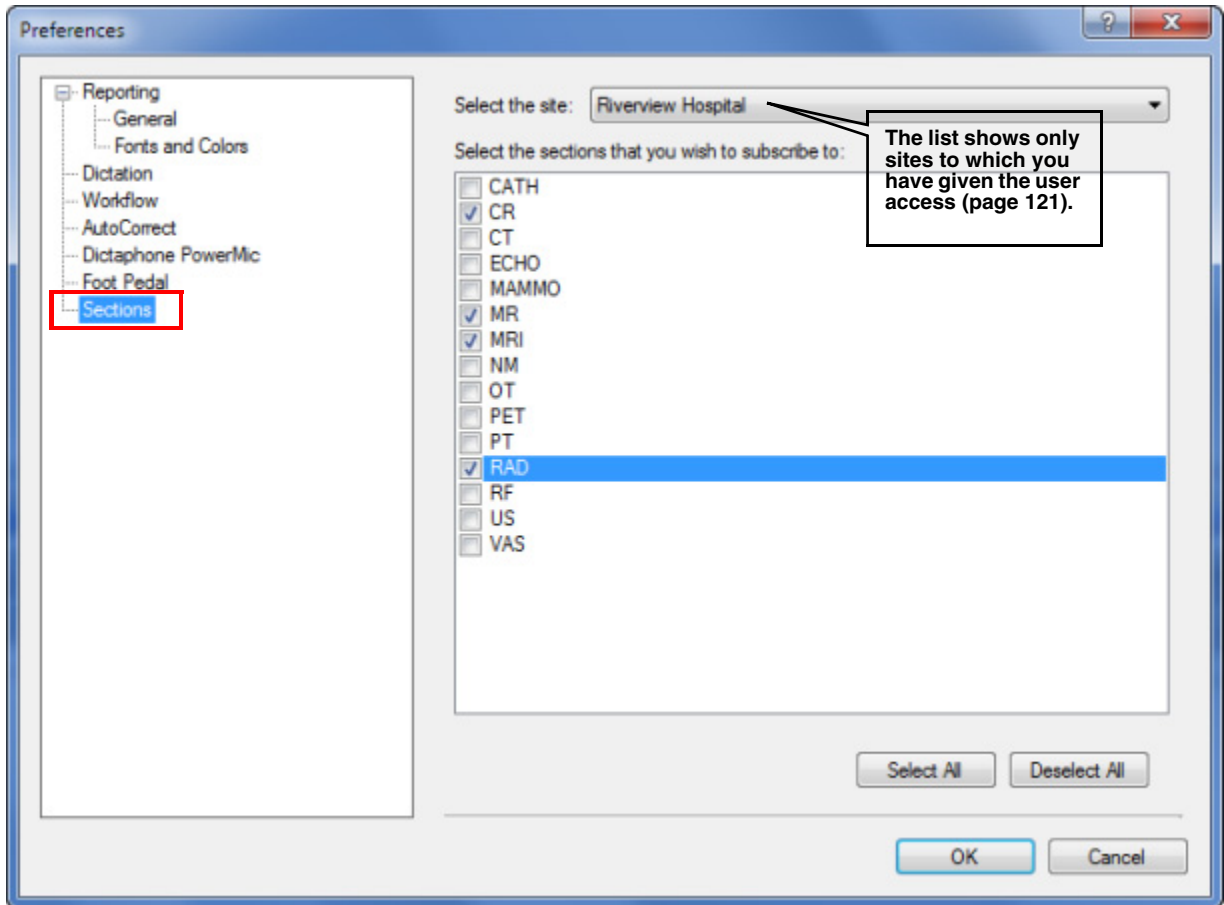 Preferences
?
X
Reporting
General
Fonts and Colors
Dictation
Workflow
AutoCorrect
Dictaphone PowerMic
Foot Pedal
Sections
Select the site:
Riverview Hospital
The list shows only
sites to which you
have given the user
access (page 121).
Select the sections that you wish to subscribe to:
CATH
CR
CT
ECHO
MAMMO
MR
MRI
NM
OT
PET
PT
RAD
RF
US
VAS
Select All
Deselect All
OK
Cancel